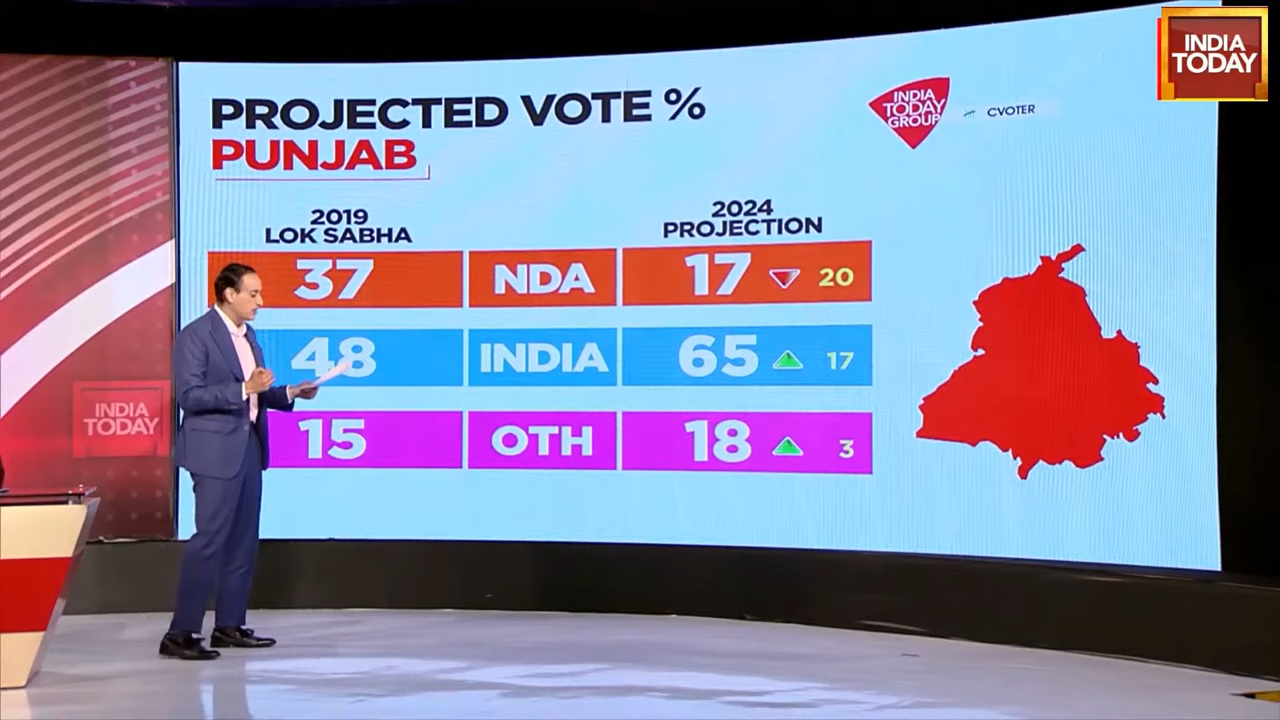 INDIA
TODAY
PROJECTED VOTE %
PUNJAB
INDIA
TODAY
GROUP
CVOTER
2019
LOK SABHA
2024
PROJECTION
37 NDA 17 20
48 INDIA 65 17
15 OTH 18 3
INDIA
TODAY